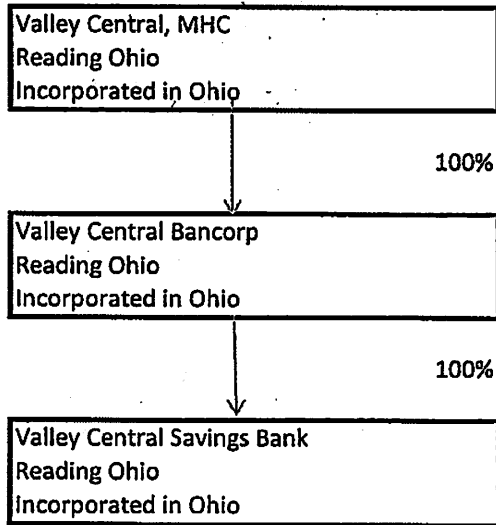 Valley Central, MHC
Reading Ohio
Incorporated in Ohio
100%
Valley Central Bancorp
Reading Ohio
Incorporated in Ohio
100%
Valley Central Savings Bank
Reading Ohio
Incorporated in Ohio